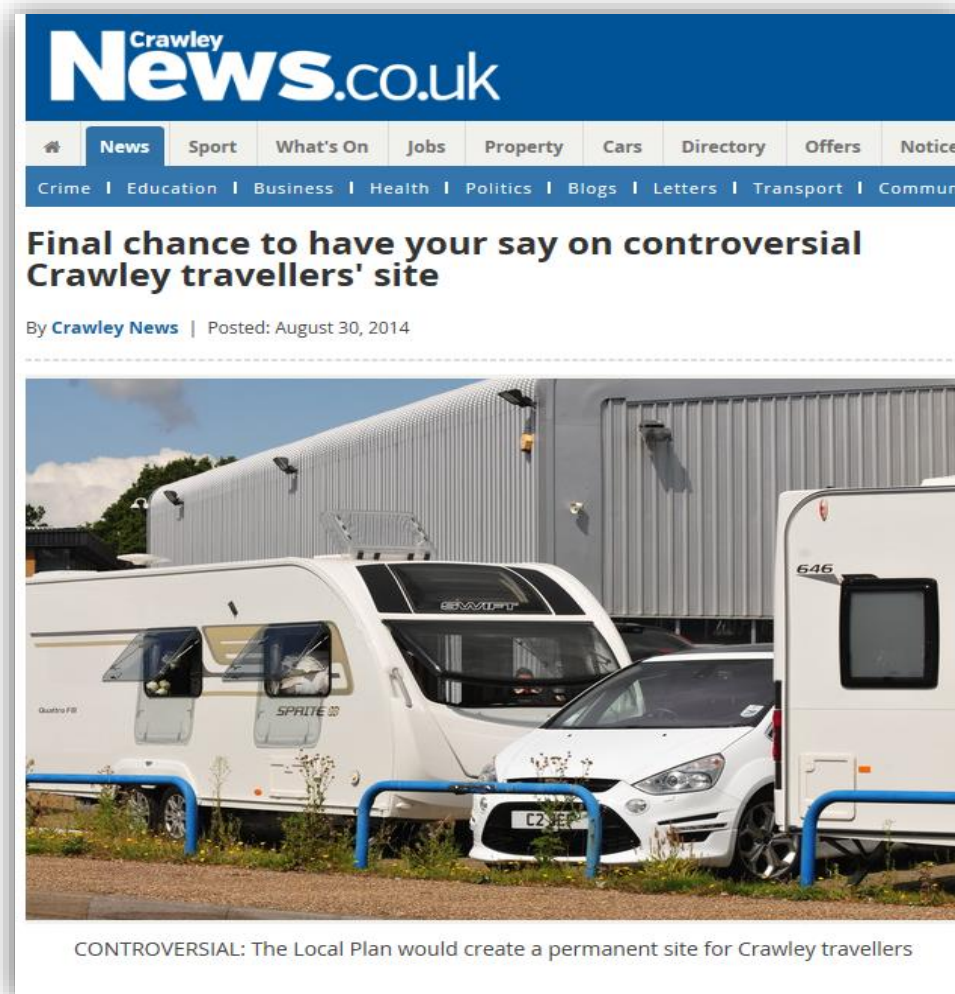 Crawley
News.co.uk
News Sport What's On Jobs Property Cars Directory Offers
Crime | Education | Business | Health | Politics | Blogs | Letters | Transport |
Final chance to have your say on controversial
Crawley travellers' site
By Crawley News | Posted: August 30, 2014
646
SWIFT
SPRITE
CONTROVERSIAL: The Local Plan would create a permanent site for Crawley travellers